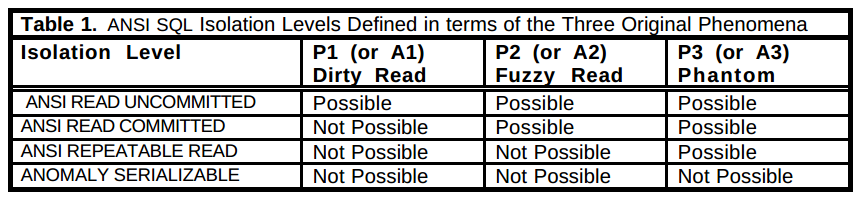 Table 1. ANSI SQL Isolation Levels Defined in terms of the Three Original Phenomena
Isolation Level P1 (or A1) P2 (or A2) P3 (or A3)
Dirty Read Fuzzy Read Phantom
ANSI READ UNCOMMITTED Possible Possible Possible
ANSI READ COMMITTED Not Possible Possible Possible
ANSI REPEATABLE READ Not Possible Not Possible Possible
ANOMALY SERIALIZABLE Not Possible Not Possible Not Possible